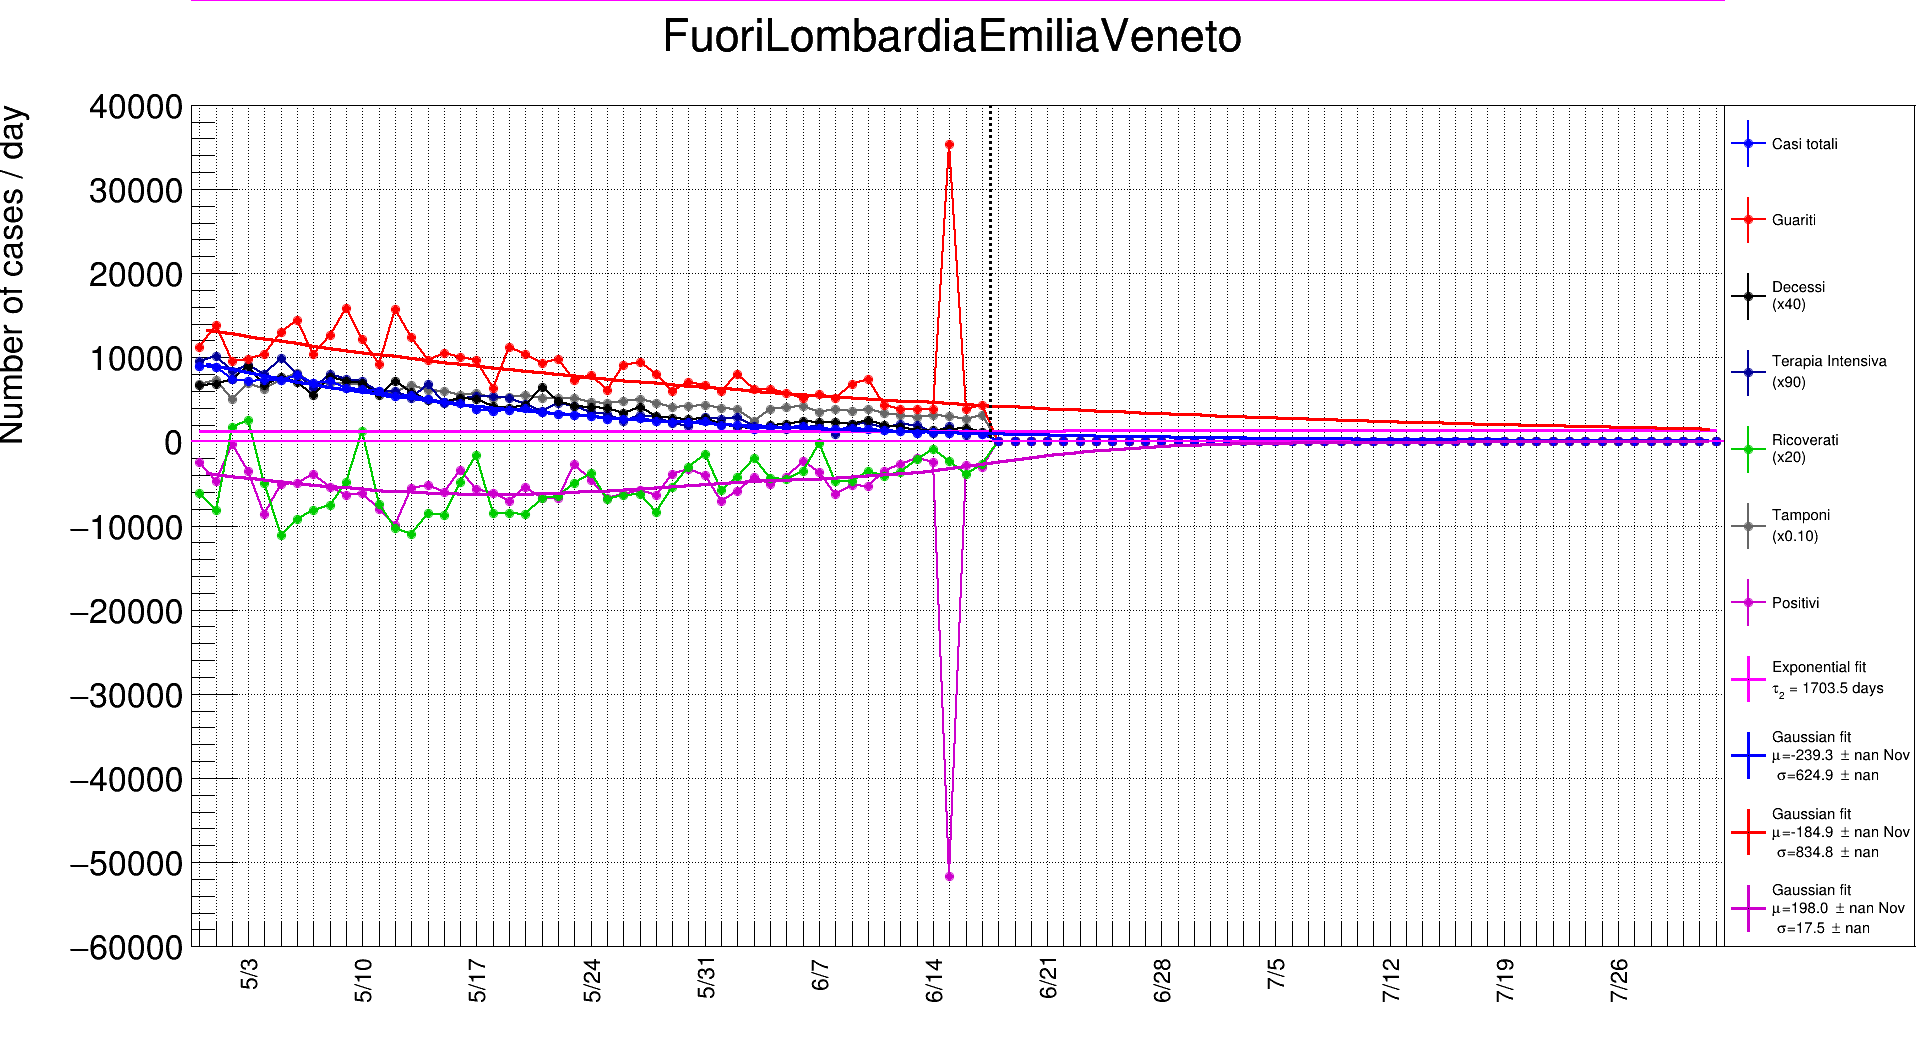 FuoriLombardiaEmiliaVeneto
Number of cases / day
40000
30000
20000
10000
0
−10000
−20000
−30000
−40000
−50000
−60000
5/3
5/10
5/17
5/24
5/31
6/7
6/14
6/21
6/28
7/5
7/12
7/19
7/26
Casi totali
Guariti
Decessi
(x40)
Terapia Intensiva
(x90)
Ricoverati
(x20)
Tamponi
(x0.10)
Positivi
Exponential fit
τ2 = 1703.5 days
Gaussian fit
μ=-239.3 ± nan Nov
σ=624.9 ± nan
Gaussian fit
μ=-184.9 ± nan Nov
σ=834.8 ± nan
Gaussian fit
μ=198.0 ± nan Nov
σ=17.5 ± nan